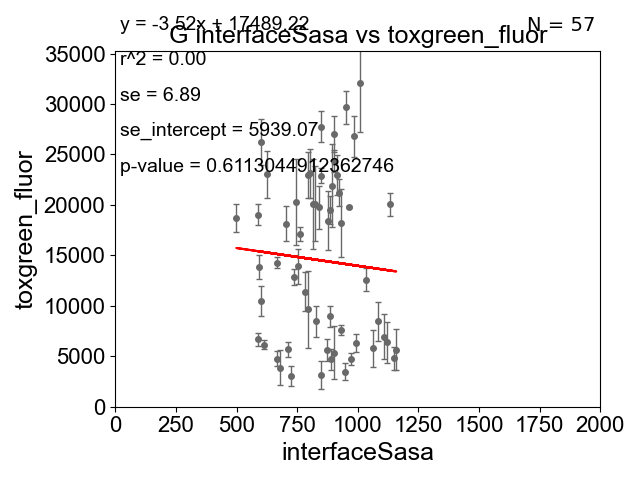 y = -3.52x + 17489.22
N = 57
G interfaceSasa vs toxgreen_fluor
r^2 = 0.00
se = 6.89
se_intercept = 5939.07
p-value = 0.6113044912362746
toxgreen_fluor
35000
30000
25000
20000
15000
10000
5000
0
0 250 500 750 1000 1250 1500 1750 2000
interfaceSasa